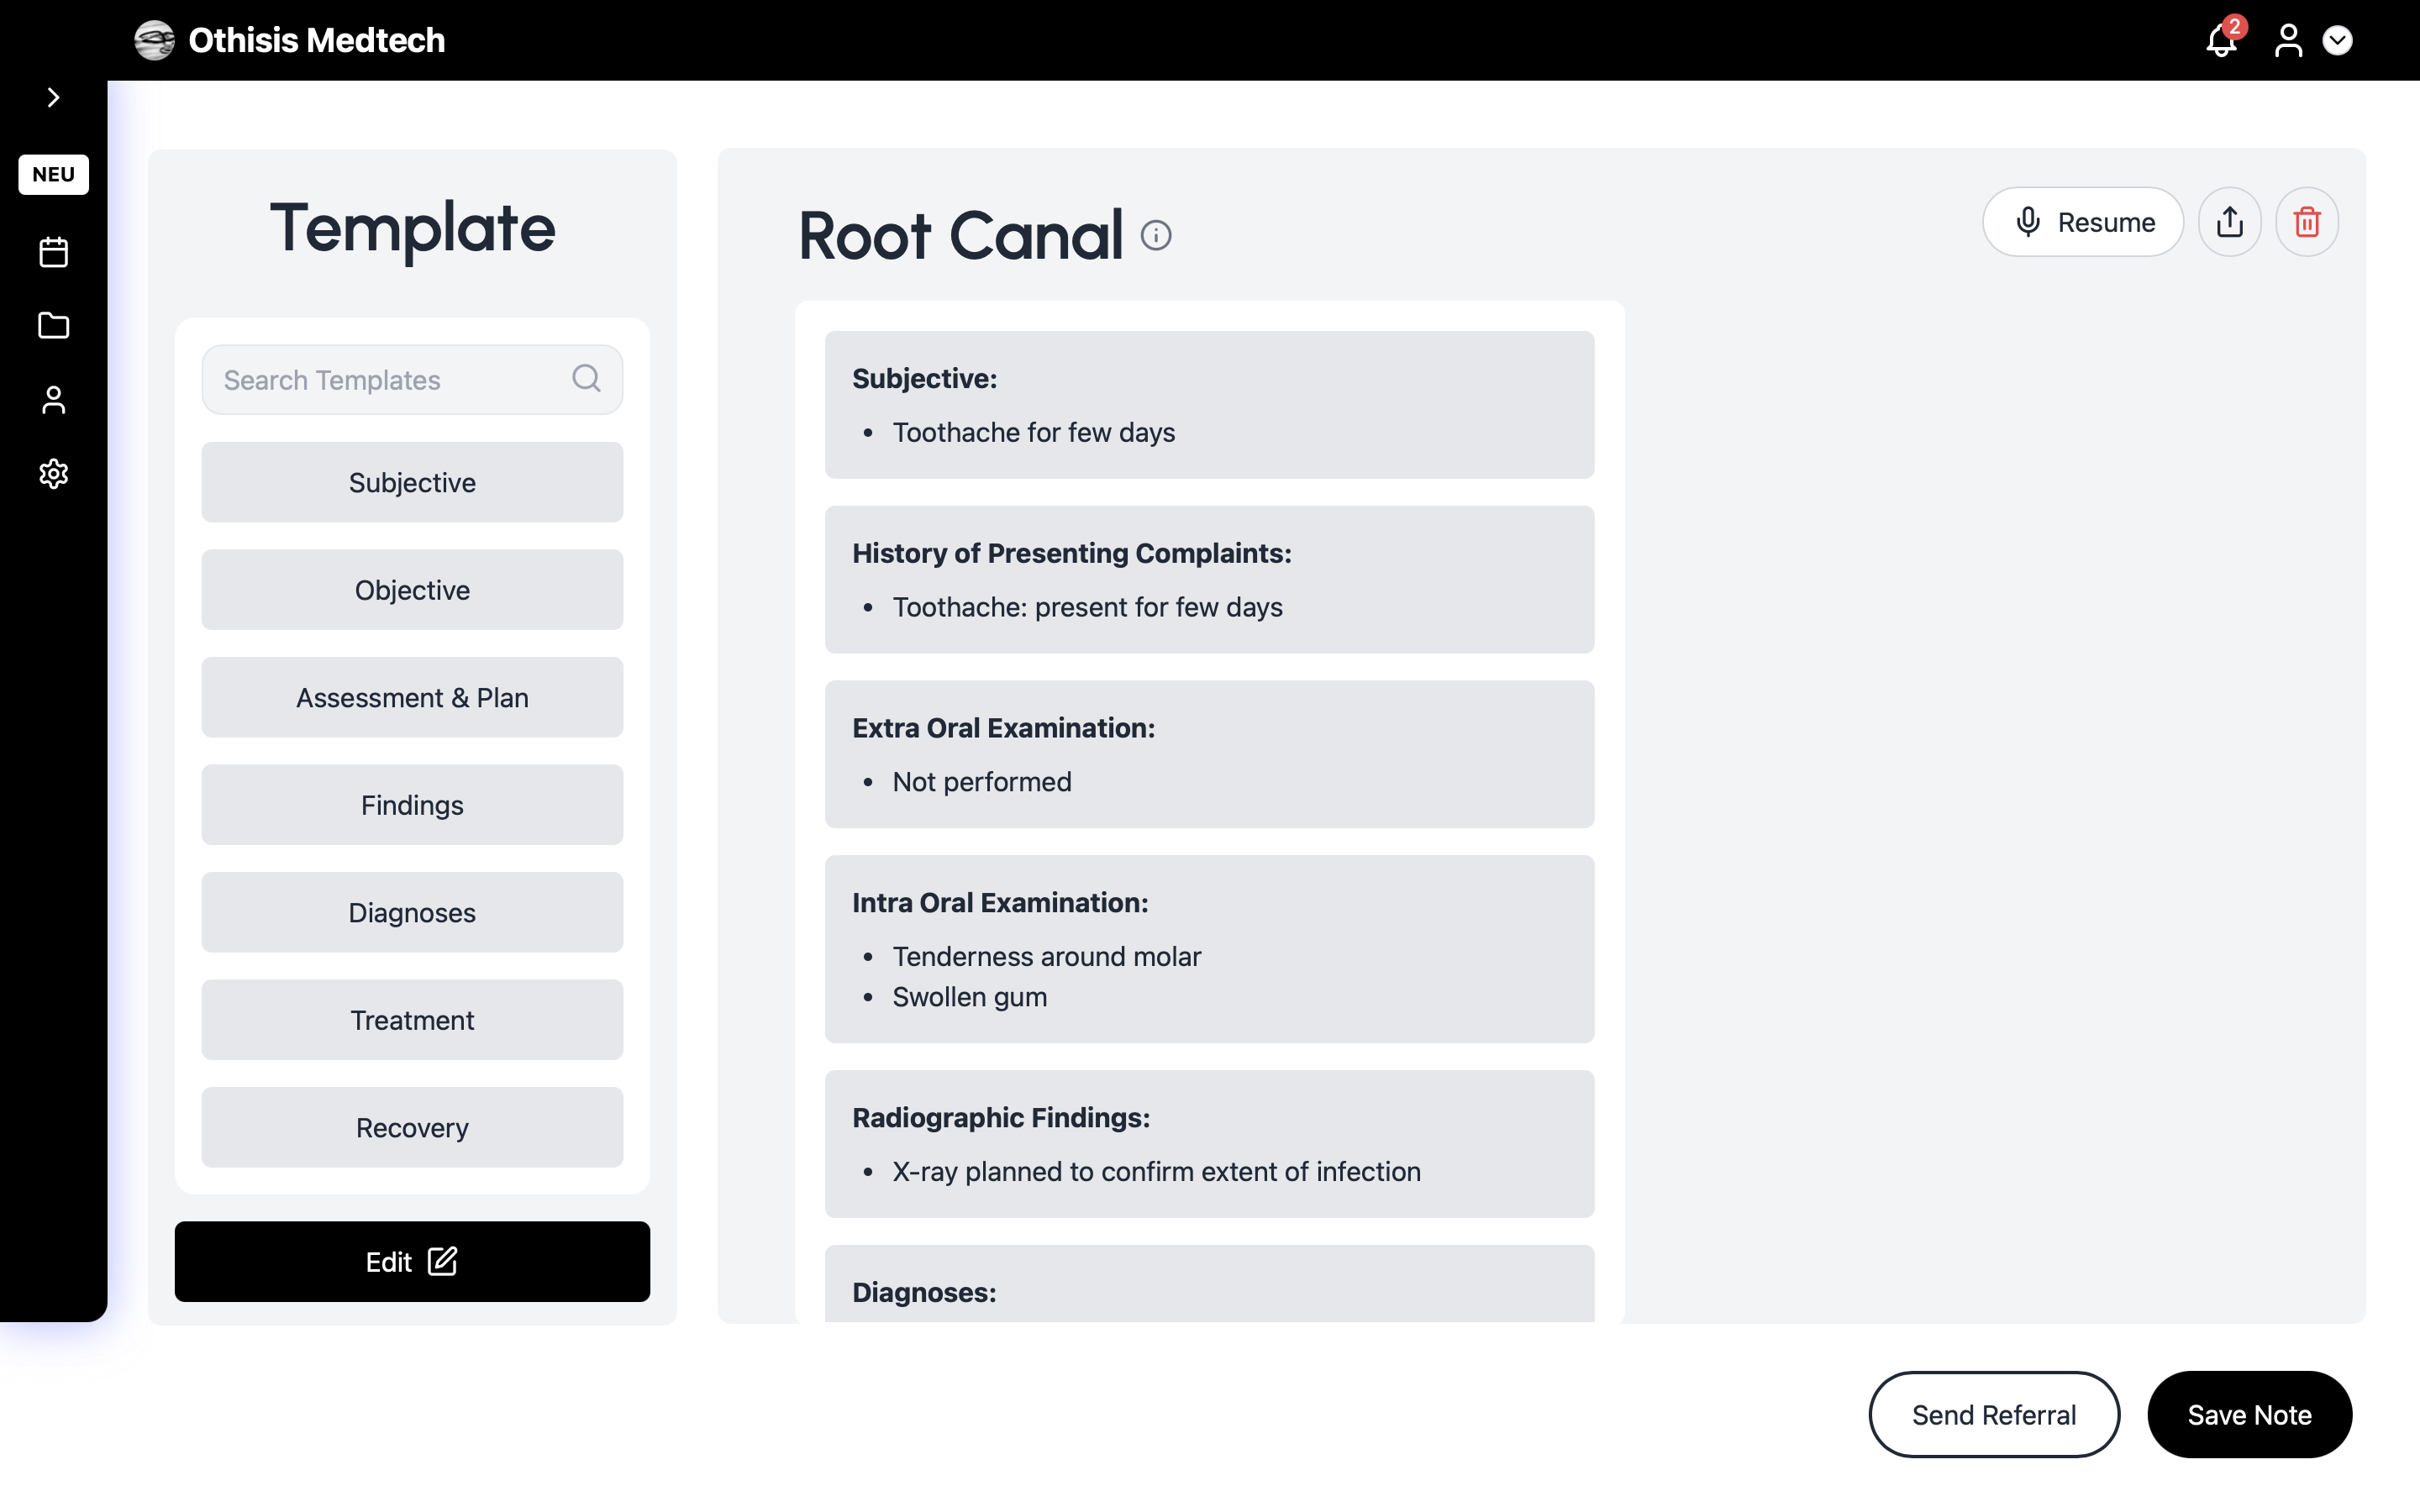 Othisis Medtech
2
NEU
Template
Search Templates
Subjective
Objective
Assessment & Plan
Findings
Diagnoses
Treatment
Recovery
Edit
Root Canal
Resume
Subjective:
• Toothache for few days
History of Presenting Complaints:
• Toothache: present for few days
Extra Oral Examination:
• Not performed
Intra Oral Examination:
• Tenderness around molar
• Swollen gum
Radiographic Findings:
• X-ray planned to confirm extent of infection
Diagnoses:
Send Referral
Save Note